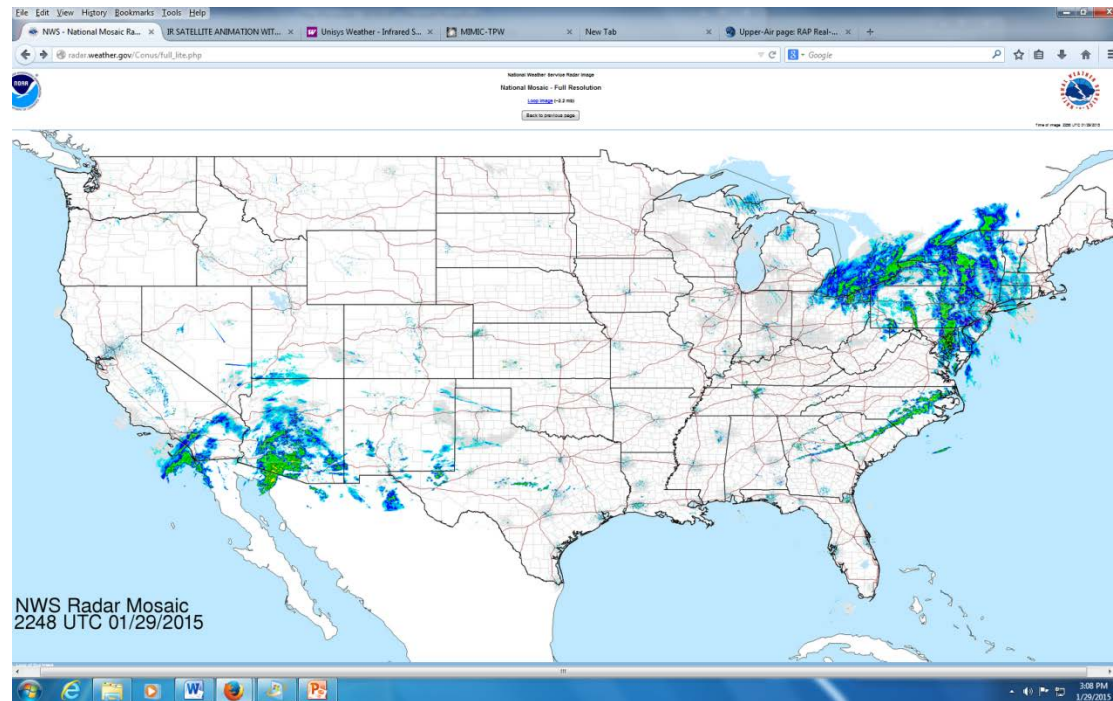 File Edit View History Bookmarks Tools Help
NWS - National Mosaic Ra... × IR SATELLITE ANIMATION WIT... × Unisys Weather - Infrared S... × MIMIC-TPW × New Tab × Upper-Air page: RAP Real-... × +
radar.weather.gov/Conus/full_lite.php
Google
National Weather Service Radar Image
National Mosaic - Full Resolution
Loop Image
Back to previous page
NWS Radar Mosaic
2248 UTC 01/29/2015
3:08 PM
1/29/2015